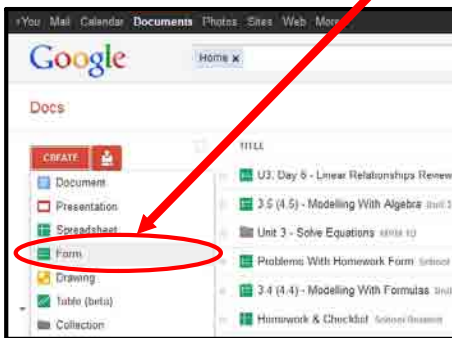 +You Mail Calendar Documents Photos Sites Web More
Google
Home x
Docs
TITLE
CREATE
Document
U3. Day 6 - Linear Relationships Review
Presentation
3.5 (4.5) - Modelling With Algebra
Spreadsheet
Unit 3 - Solve Equations
Form
Problems With Homework Form School
Drawing
3.4 (4.4) - Modelling With Formulas
Table (beta)
Homework & Checklist
Collection